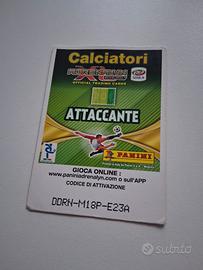 Calciatori
ADRENALYN XL
SERIE A
OFFICIAL TRADING CARDS
ATTACCANTE
PANINI
GIOCA ONLINE :
www.paniniadrenalyn.com o sull'APP
CODICE DI ATTIVAZIONE
DDRN-M18P-E23A
subito